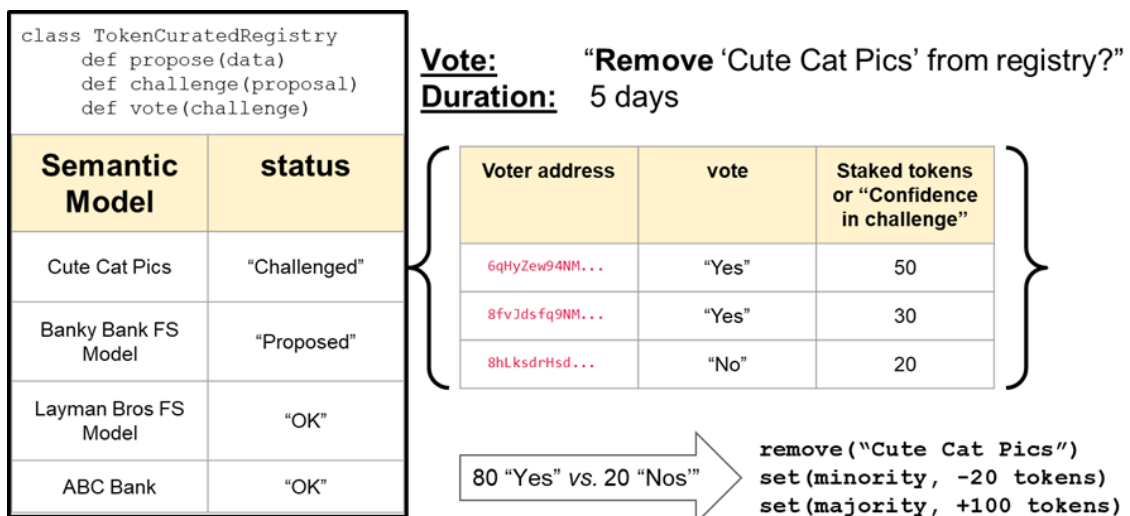 class TokenCuratedRegistry
def propose(data)
def challenge(proposal)
def vote(challenge)
Semantic
Model
status
Cute Cat Pics
“Challenged”
Banky Bank FS
Model
“Proposed”
Layman Bros FS
Model
“OK”
ABC Bank
“OK”
Vote: “Remove ‘Cute Cat Pics’ from registry?”
Duration: 5 days
Voter address
vote
Staked tokens
or “Confidence
in challenge”
6qHyZew94NM...
“Yes”
50
8fvJdsfq9NM...
“Yes”
30
8hLksdrHsd...
“No”
20
80 “Yes” vs. 20 “Nos’”
remove(“Cute Cat Pics”)
set(minority, -20 tokens)
set(majority, +100 tokens)